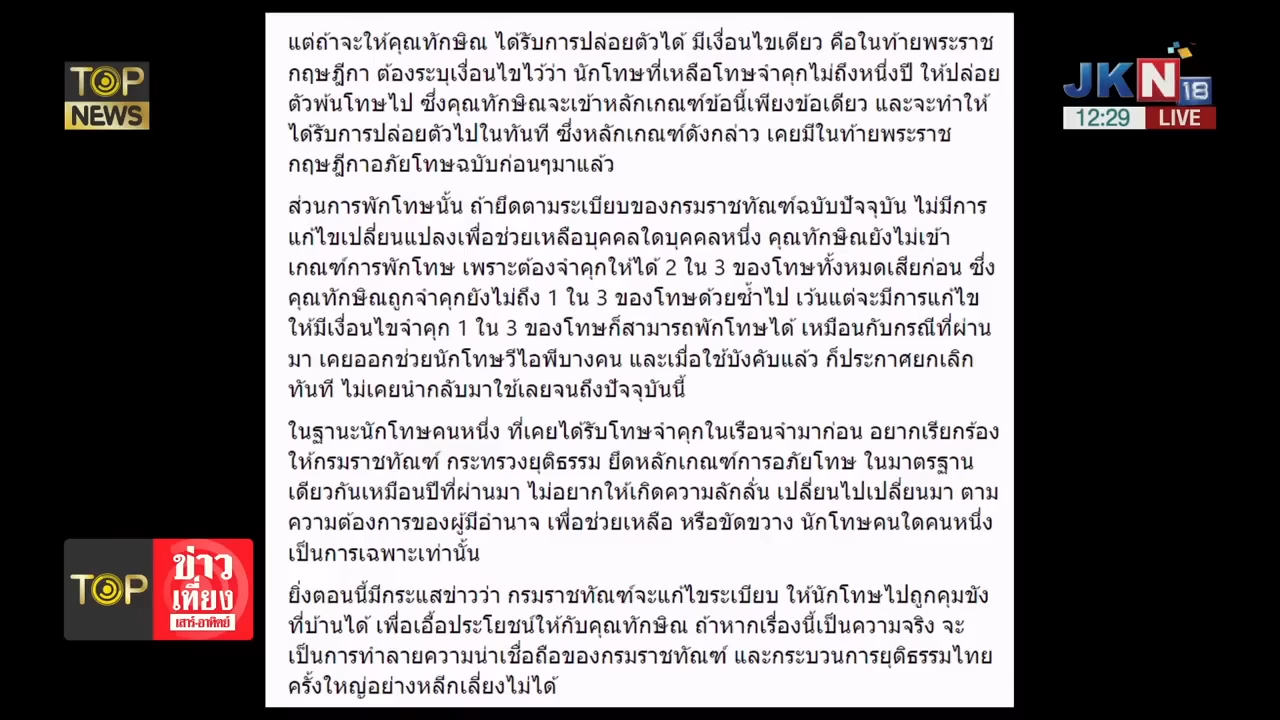 แต่ถ้าจะให้คุณทักษิณ ได้รับการปล่อยตัวได้ มีเงื่อนไขเดียว คือในท้ายพระราช
กฤษฎีกา ต้องระบุเงื่อนไขไว้ว่า นักโทษที่เหลือโทษจำคุกไม่ถึงหนึ่งปี ให้ปล่อย
ตัวพ้นโทษไป ซึ่งคุณทักษิณจะเข้าหลักเกณฑ์ข้อนี้เพียงข้อเดียว และจะทำให้
ได้รับการปล่อยตัวไปในทันที ซึ่งหลักเกณฑ์ดังกล่าว เคยมีในท้ายพระราช
กฤษฎีกาอภัยโทษฉบับก่อนๆมาแล้ว
ส่วนการพักโทษนั้น ถ้ายึดตามระเบียบของกรมราชทัณฑ์ฉบับปัจจุบัน ไม่มีการ
แก้ไขเปลี่ยนแปลงเพื่อช่วยเหลือบุคคลใดบุคคลหนึ่ง คุณทักษิณยังไม่เข้า
เกณฑ์การพักโทษ เพราะต้องจำคุกให้ได้ 2 ใน 3 ของโทษทั้งหมดเสียก่อน ซึ่ง
คุณทักษิณถูกจำคุกยังไม่ถึง 1 ใน 3 ของโทษด้วยซ้ำไป เว้นแต่จะมีการแก้ไข
ให้มีเงื่อนไขจำคุก 1 ใน 3 ของโทษก็สามารถพักโทษได้ เหมือนกับกรณีที่ผ่าน
มา เคยออกช่วยนักโทษวีไอพีบางคน และเมื่อใช้บังคับแล้ว ก็ประกาศยกเลิก
ทันที ไม่เคยนำกลับมาใช้เลยจนถึงปัจจุบันนี้
ในฐานะนักโทษคนหนึ่ง ที่เคยได้รับโทษจำคุกในเรือนจำมาก่อน อยากเรียกร้อง
ให้กรมราชทัณฑ์ กระทรวงยุติธรรม ยึดหลักเกณฑ์การอภัยโทษ ในมาตรฐาน
เดียวกันเหมือนปีที่ผ่านมา ไม่อยากให้เกิดความลักลั่น เปลี่ยนไปเปลี่ยนมา ตาม
ความต้องการของผู้มีอำนาจ เพื่อช่วยเหลือ หรือขัดขวาง นักโทษคนใดคนหนึ่ง
เป็นการเฉพาะเท่านั้น
ยิ่งตอนนี้มีกระแสข่าวว่า กรมราชทัณฑ์จะแก้ไขระเบียบ ให้นักโทษไปถูกคุมขัง
ที่บ้านได้ เพื่อเอื้อประโยชน์ให้กับคุณทักษิณ ถ้าหากเรื่องนี้เป็นความจริง จะ
เป็นการทำลายความน่าเชื่อถือของกรมราชทัณฑ์ และกระบวนการยุติธรรมไทย
ครั้งใหญ่อย่างหลีกเลี่ยงไม่ได้
TOP
NEWS
JKN 18
12:29 LIVE
TOP
ข่าว
เที่ยง
เสาร์-อาทิตย์